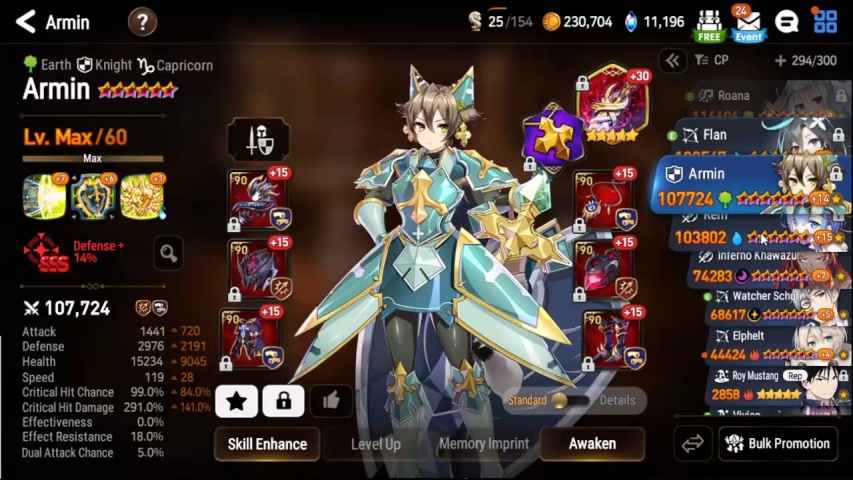 Armin ? 25/154 230,704 11,196 24 FREE Event
Earth Knight Capricorn
Armin
Lv. Max/60
Max
+7 +6 +1
SSS Defense + 14%
107,724
Attack 1441 720
Defense 2976 2191
Health 15234 9045
Speed 119 28
Critical Hit Chance 99.0% 84.0%
Critical Hit Damage 291.0% 141.0%
Effectiveness 0.0%
Effect Resistance 18.0%
Dual Attack Chance 5.0%
+30
90 +15
90 +15
90 +15
90 +15
90 +15
90 +15
Standard Details
Skill Enhance Level Up Memory Imprint Awaken
CP 294/300
Roana
E Flan
Armin
107724 +14
103802 +15
Inferno Khawazu
74283 +7
E Watcher Schu
68617 +5
Elphelt
44424
Roy Mustang Rep
2858
Bulk Promotion